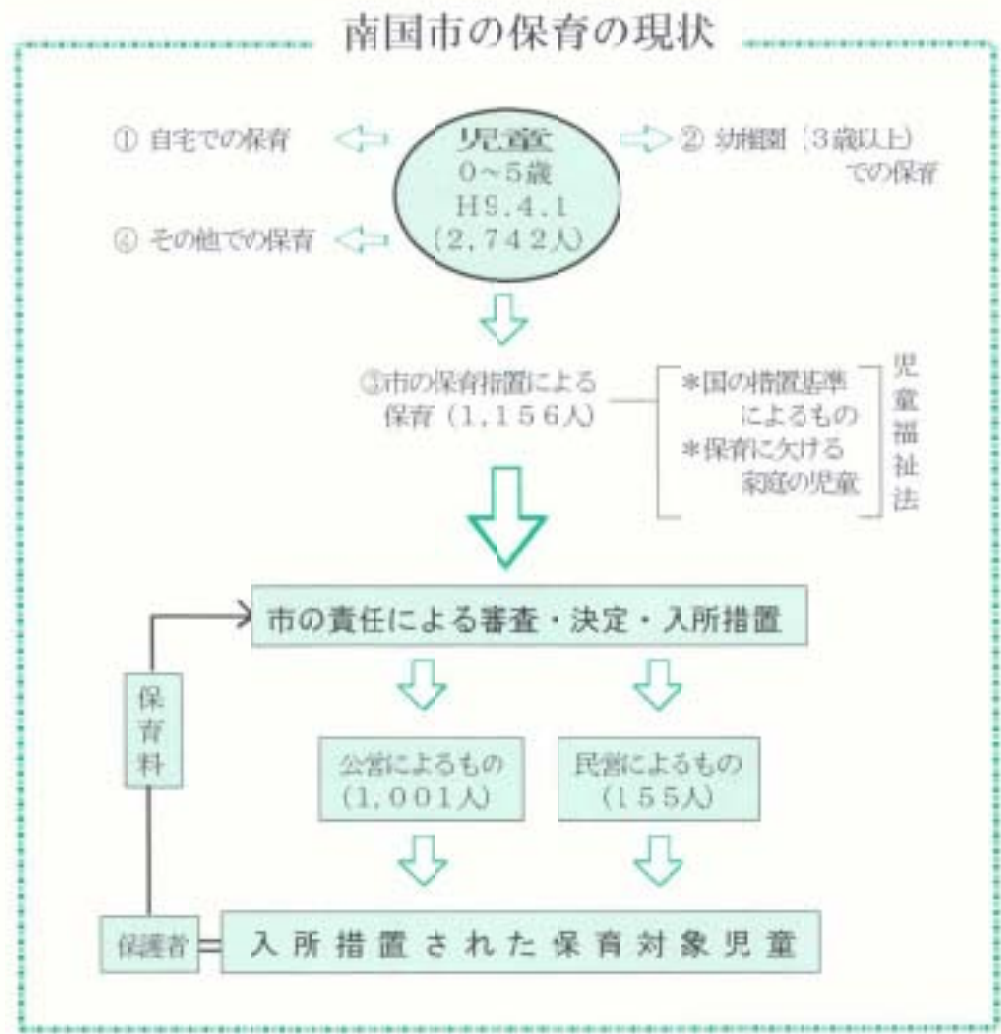 南国市の保育の現状
① 自宅での保育
児童
0～5歳
H9.4.1
(2,742人)
② 幼稚園（3歳以上）
での保育
④ その他での保育
③市の保育措置による
保育 (1,156人)
＊国の措置基準
によるもの
＊保育に欠ける
家庭の児童
児童福祉法
市の責任による審査・決定・入所措置
保育料
公営によるもの
(1,001人)
民営によるもの
(155人)
保護者
入所措置された保育対象児童